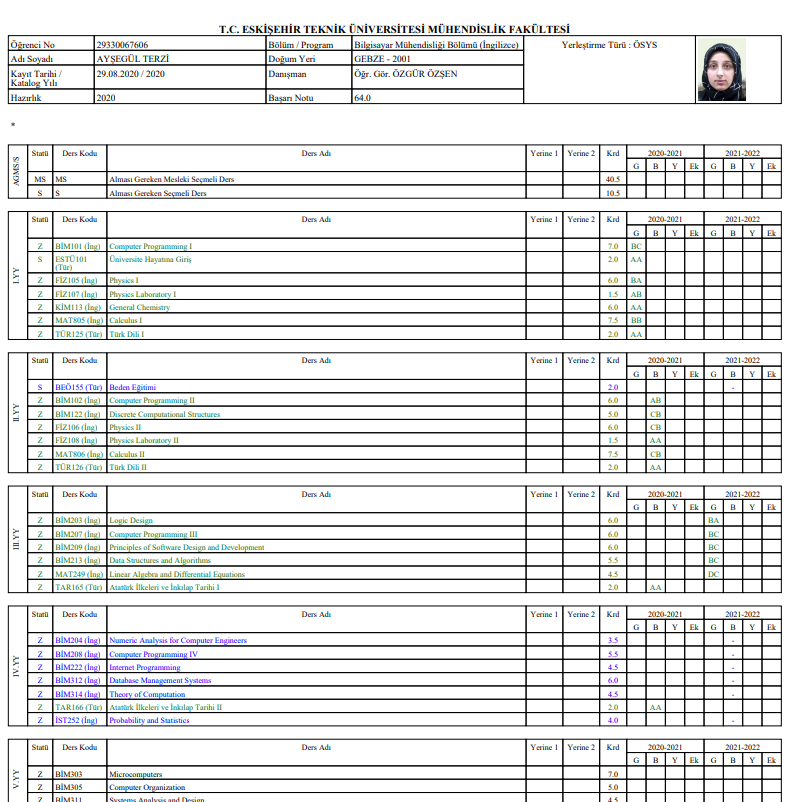 T.C. ESKİŞEHİR TEKNİK ÜNİVERSİTESİ MÜHENDİSLİK FAKÜLTESİ
Öğrenci No 29330067606 Bölüm / Program Bilgisayar Mühendisliği Bölümü (İngilizce) Yerleştirme Türü : ÖSYS
Adı Soyadı AYŞEGÜL TERZİ Doğum Yeri GEBZE - 2001
Kayıt Tarihi / Katalog Yılı 29.08.2020 / 2020 Danışman Öğr. Gör. ÖZGÜR ÖZŞEN
Hazırlık 2020 Başarı Notu 64.0
*
AGMS/S
Statü Ders Kodu Ders Adı Yerine 1 Yerine 2 Krd 2020-2021 2021-2022
G B Y Ek G B Y Ek
MS MS Alması Gereken Mesleki Seçmeli Ders 40.5
S S Alması Gereken Seçmeli Ders 10.5
I.YY
Statü Ders Kodu Ders Adı Yerine 1 Yerine 2 Krd 2020-2021 2021-2022
G B Y Ek G B Y Ek
Z BİM101 (İng) Computer Programming I 7.0 BC
S ESTÜ101 (Tür) Üniversite Hayatına Giriş 2.0 AA
Z FİZ105 (İng) Physics I 6.0 BA
Z FİZ107 (İng) Physics Laboratory I 1.5 AB
Z KİM113 (İng) General Chemistry 6.0 AA
Z MAT805 (İng) Calculus I 7.5 BB
Z TÜR125 (Tür) Türk Dili I 2.0 AA
II.YY
Statü Ders Kodu Ders Adı Yerine 1 Yerine 2 Krd 2020-2021 2021-2022
G B Y Ek G B Y Ek
S BEÖ155 (Tür) Beden Eğitimi 2.0 -
Z BİM102 (İng) Computer Programming II 6.0 AB
Z BİM122 (İng) Discrete Computational Structures 5.0 CB
Z FİZ106 (İng) Physics II 6.0 CB
Z FİZ108 (İng) Physics Laboratory II 1.5 AA
Z MAT806 (İng) Calculus II 7.5 CB
Z TÜR126 (Tür) Türk Dili II 2.0 AA
III.YY
Statü Ders Kodu Ders Adı Yerine 1 Yerine 2 Krd 2020-2021 2021-2022
G B Y Ek G B Y Ek
Z BİM203 (İng) Logic Design 6.0 BA
Z BİM207 (İng) Computer Programming III 6.0 BC
Z BİM209 (İng) Principles of Software Design and Development 6.0 BC
Z BİM213 (İng) Data Structures and Algorithms 5.5 BC
Z MAT249 (İng) Linear Algebra and Differential Equations 4.5 DC
Z TAR165 (Tür) Atatürk İlkeleri ve İnkılap Tarihi I 2.0 AA
IV.YY
Statü Ders Kodu Ders Adı Yerine 1 Yerine 2 Krd 2020-2021 2021-2022
G B Y Ek G B Y Ek
Z BİM204 (İng) Numeric Analysis for Computer Engineers 3.5 -
Z BİM208 (İng) Computer Programming IV 5.5 -
Z BİM222 (İng) Internet Programming 4.5 -
Z BİM312 (İng) Database Management Systems 6.0 -
Z BİM314 (İng) Theory of Computation 4.5 -
Z TAR166 (Tür) Atatürk İlkeleri ve İnkılap Tarihi II 2.0 AA
Z İST252 (İng) Probability and Statistics 4.0 -
V.YY
Statü Ders Kodu Ders Adı Yerine 1 Yerine 2 Krd 2020-2021 2021-2022
G B Y Ek G B Y Ek
Z BİM303 Microcomputers 7.0
Z BİM305 Computer Organization 5.0
Z BİM311 Systems Analysis and Design 4.5